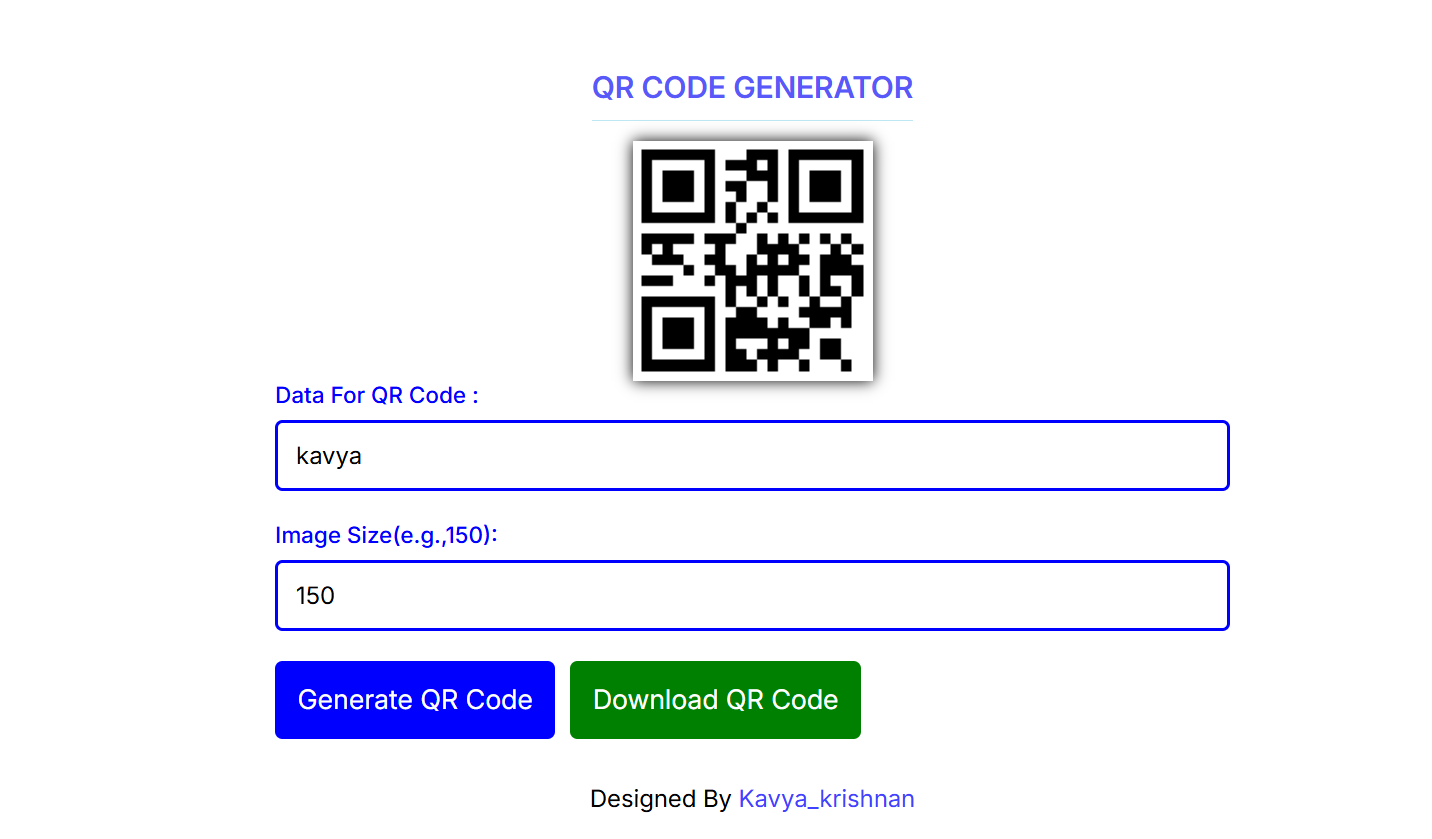 QR CODE GENERATOR
Data For QR Code :
kavya
Image Size(e.g.,150):
150
Generate QR Code
Download QR Code
Designed By Kavya_krishnan